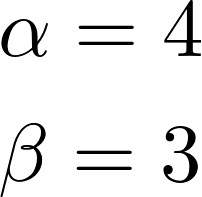 α = 4
β = 3